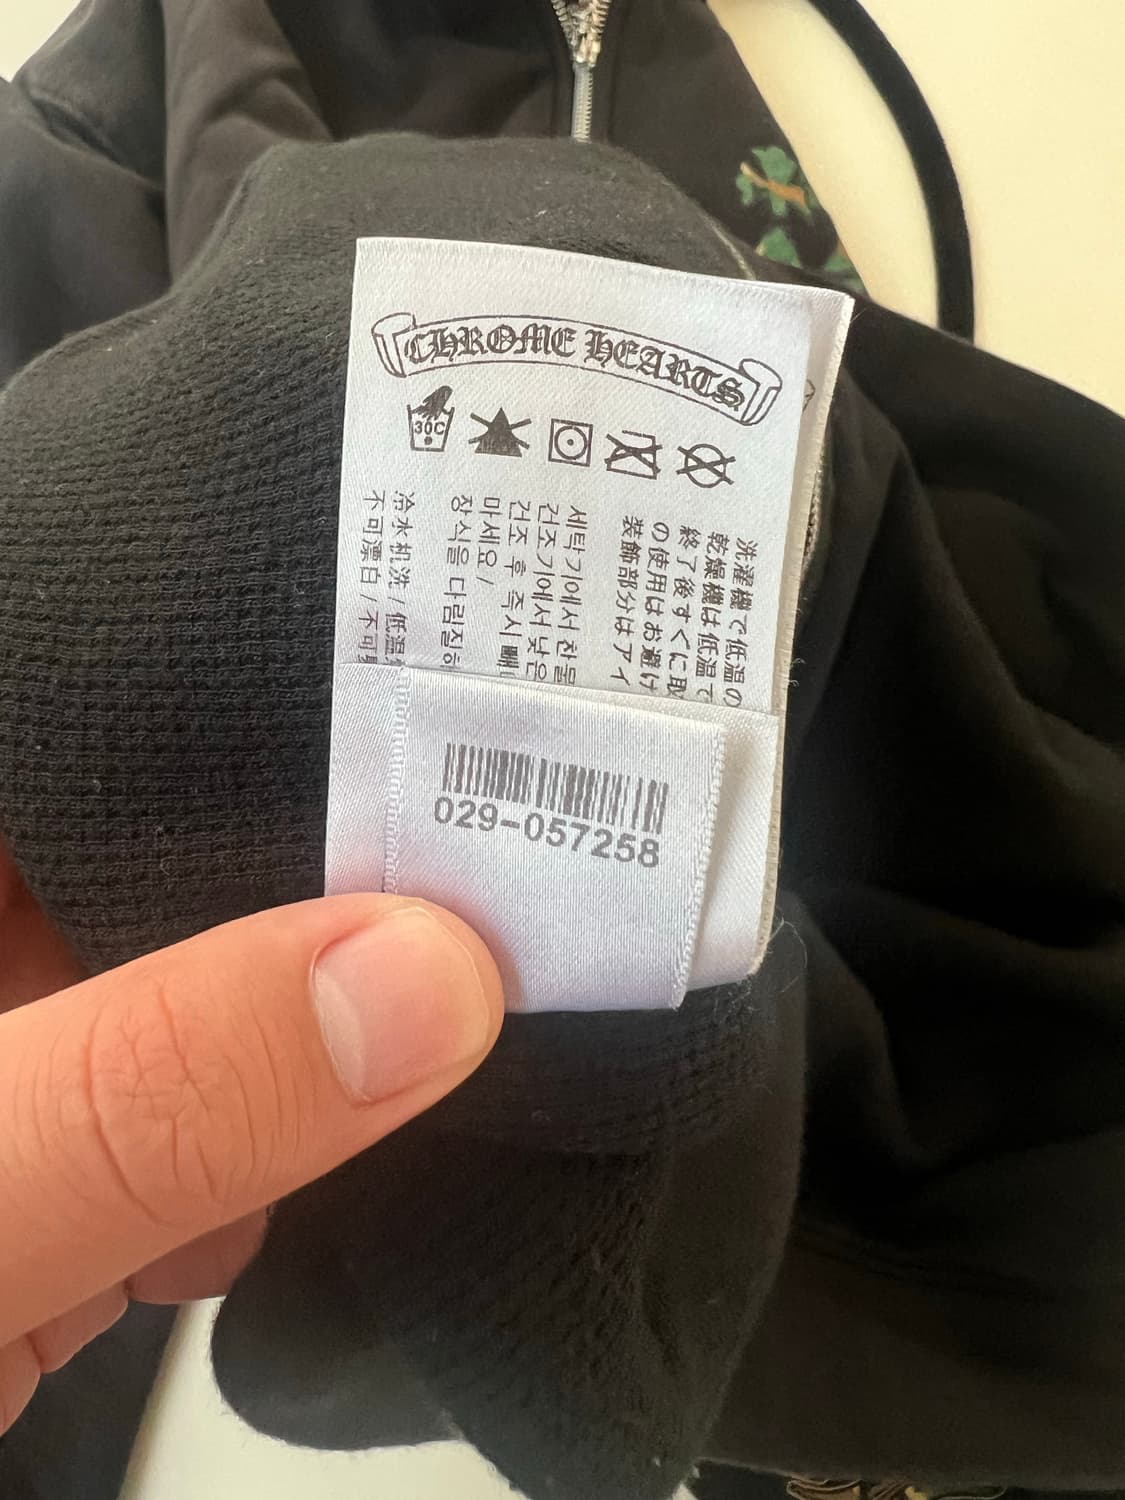 CHROME HEARTS
30C
洗濯機で低温の
乾燥機は低温で
終了後すぐに取
の使用はお避け
装飾部分はアイ
세탁기에서 찬물
건조기에서 낮은
건조 후 즉시 빼
마세요 /
장식을 다림질하
冷水机洗 / 低温
不可漂白 / 不可
029-057258